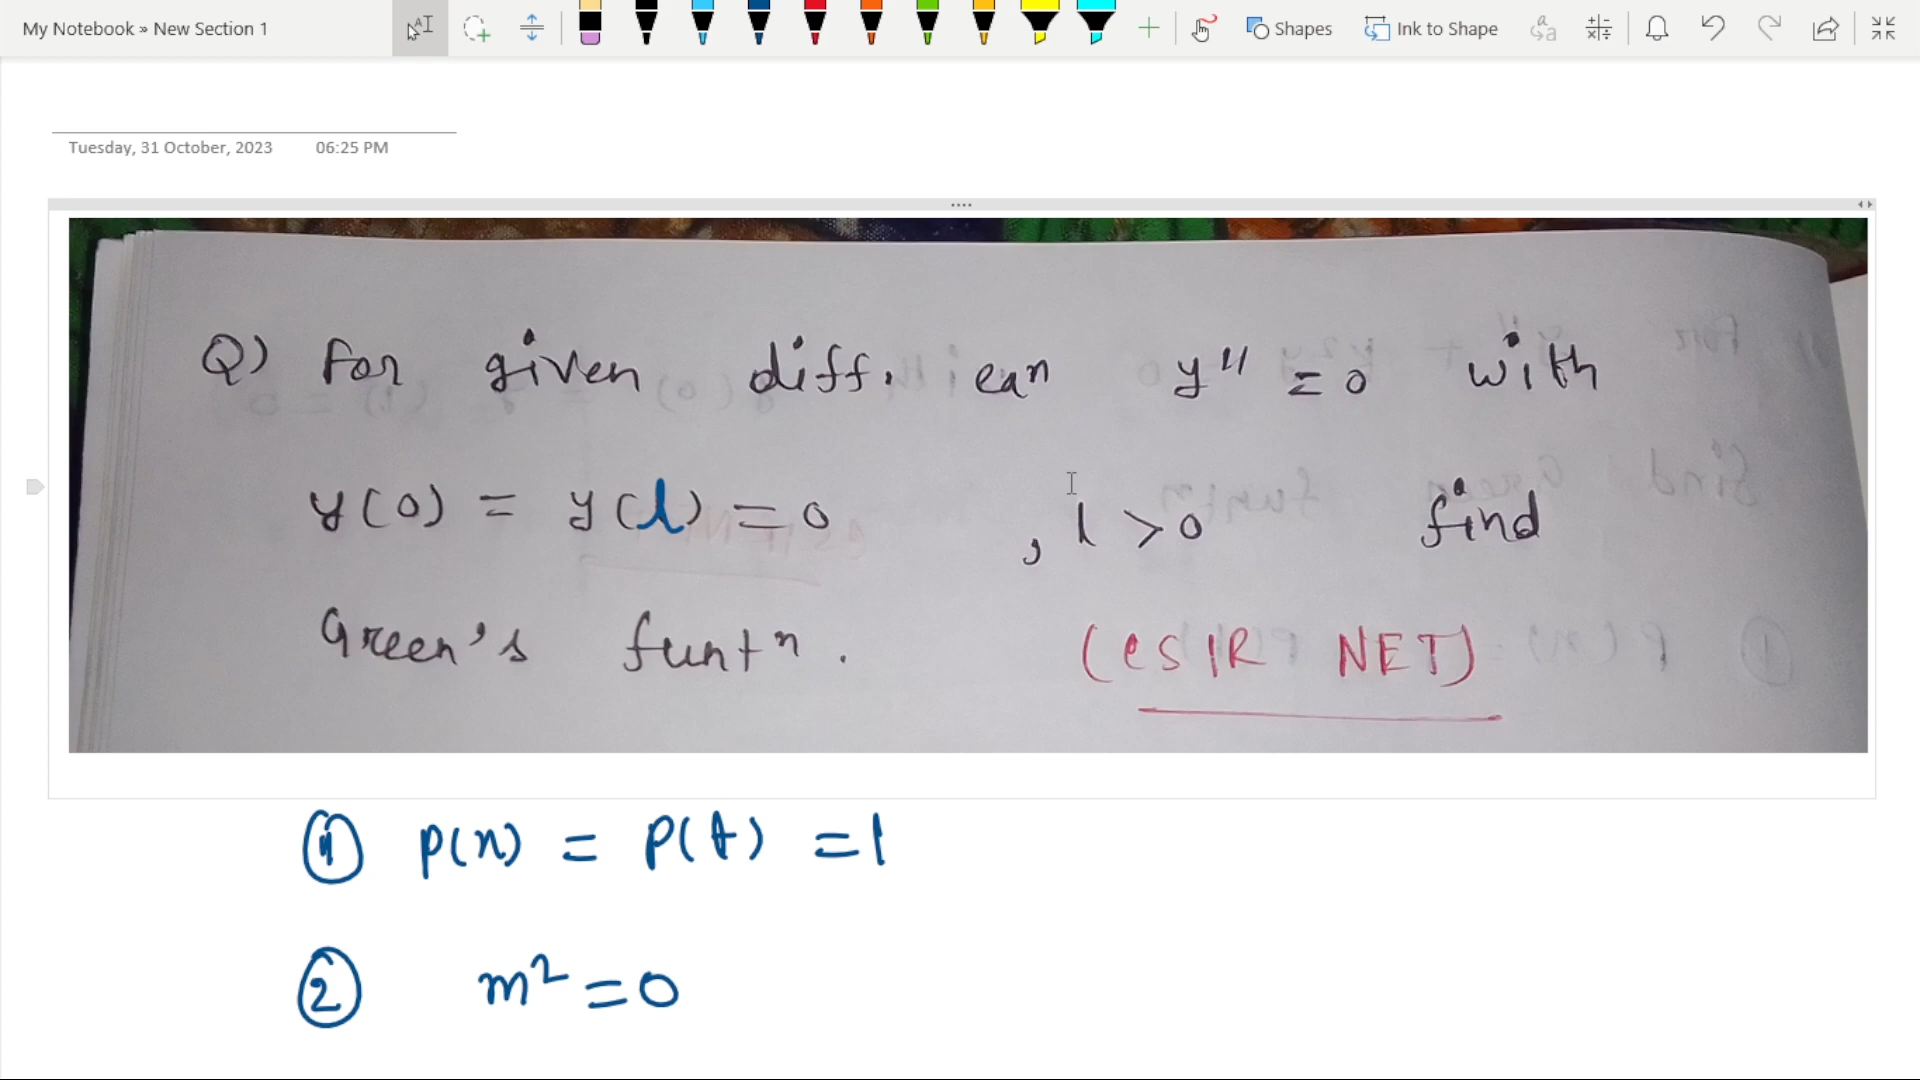 My Notebook » New Section 1
Shapes
Ink to Shape
Tuesday, 31 October, 2023 06:25 PM
Q) For given diff. eqn y'' = 0 with
y(0) = y(l) = 0 , l > 0 find
Green's funtn .
(CSIR NET)
① P(x) = P(t) = 1
② m² = 0